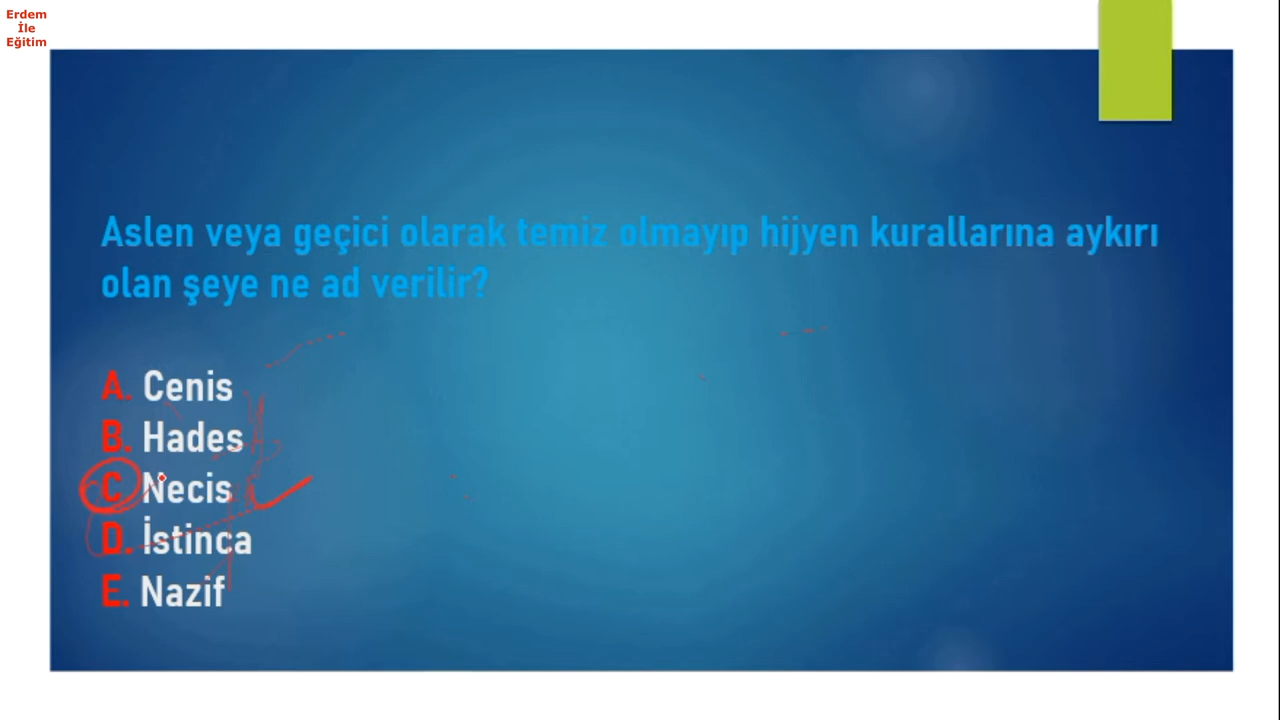 Erdem
İle
Eğitim
Aslen veya geçici olarak temiz olmayıp hijyen kurallarına aykırı
olan şeye ne ad verilir?
A. Cenis
B. Hades
C. Necis
D. İstinca
E. Nazif